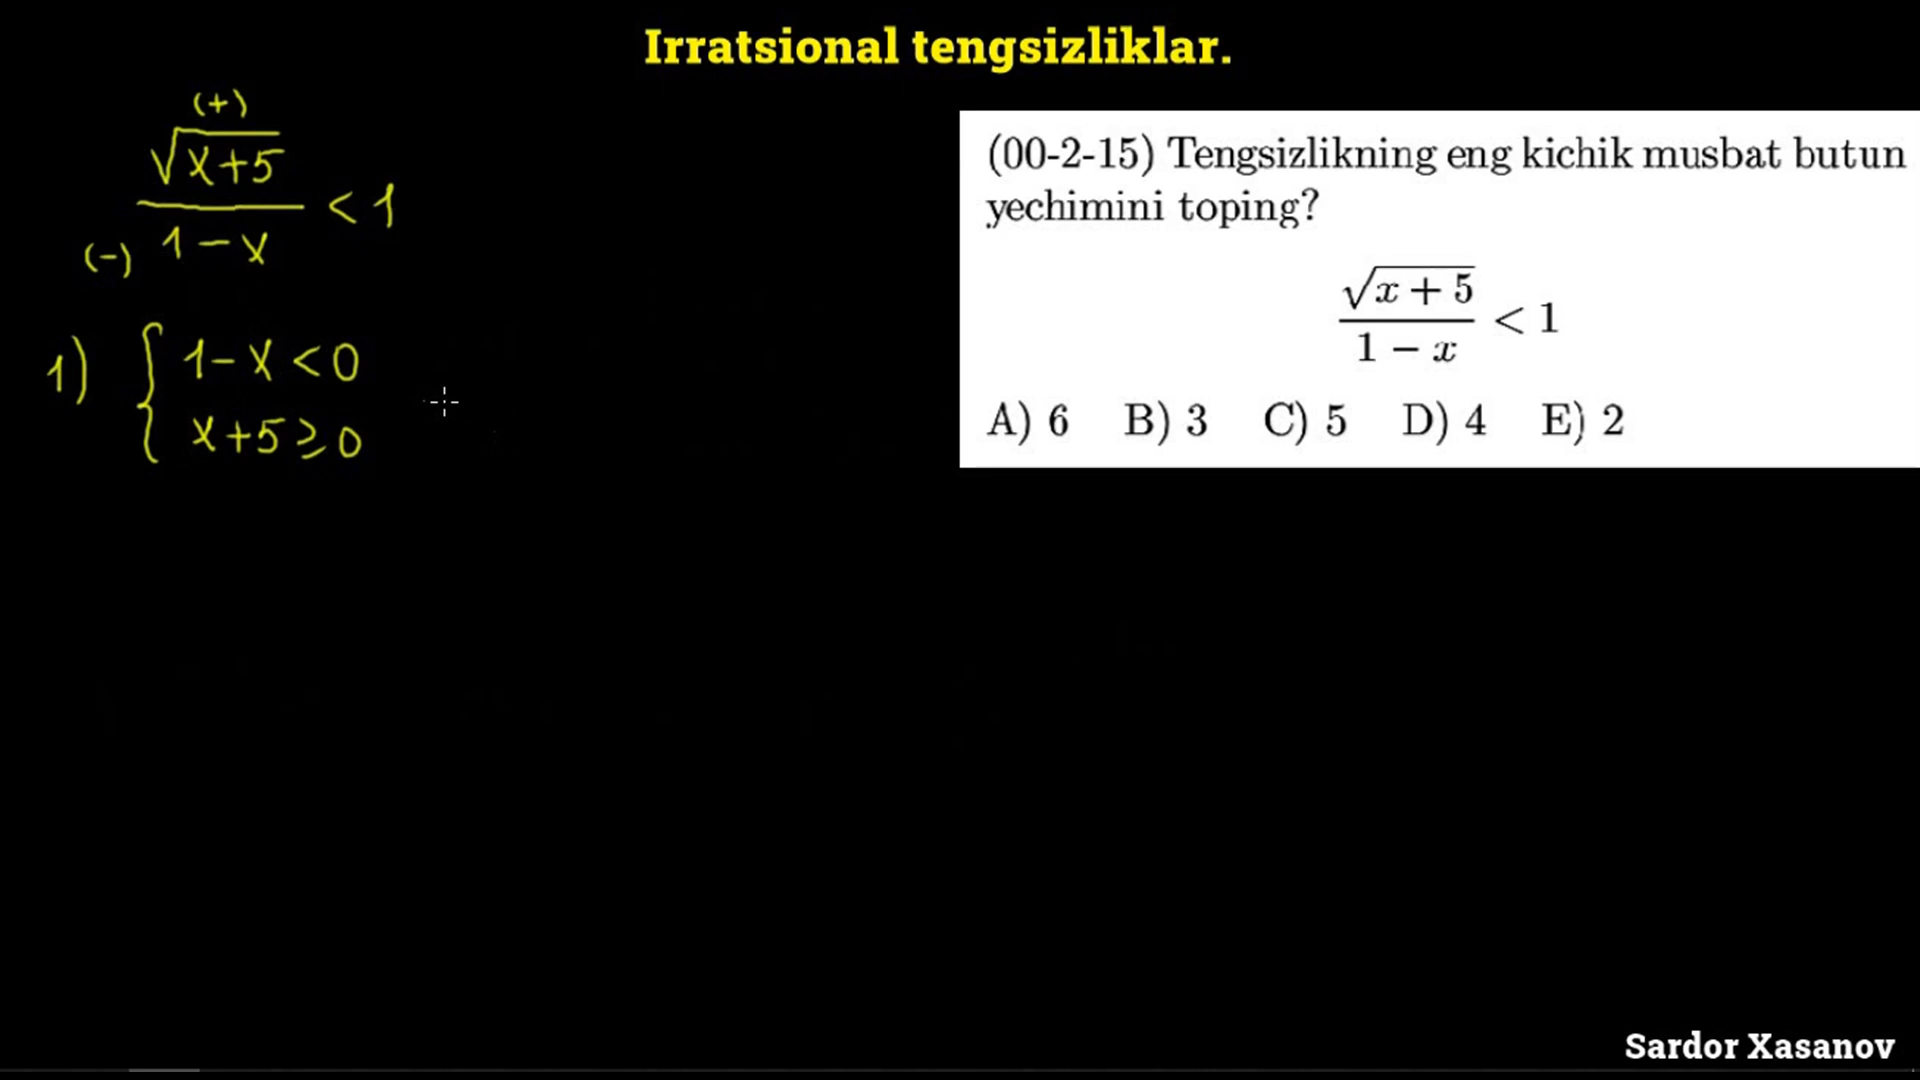 Irratsional tengsizliklar.
(+)
√x+5
(-) 1-x < 1
1) { 1-x < 0
x+5 ≥ 0
(00-2-15) Tengsizlikning eng kichik musbat butun
yechimini toping?
√x + 5
1 − x < 1
A) 6 B) 3 C) 5 D) 4 E) 2
Sardor Xasanov